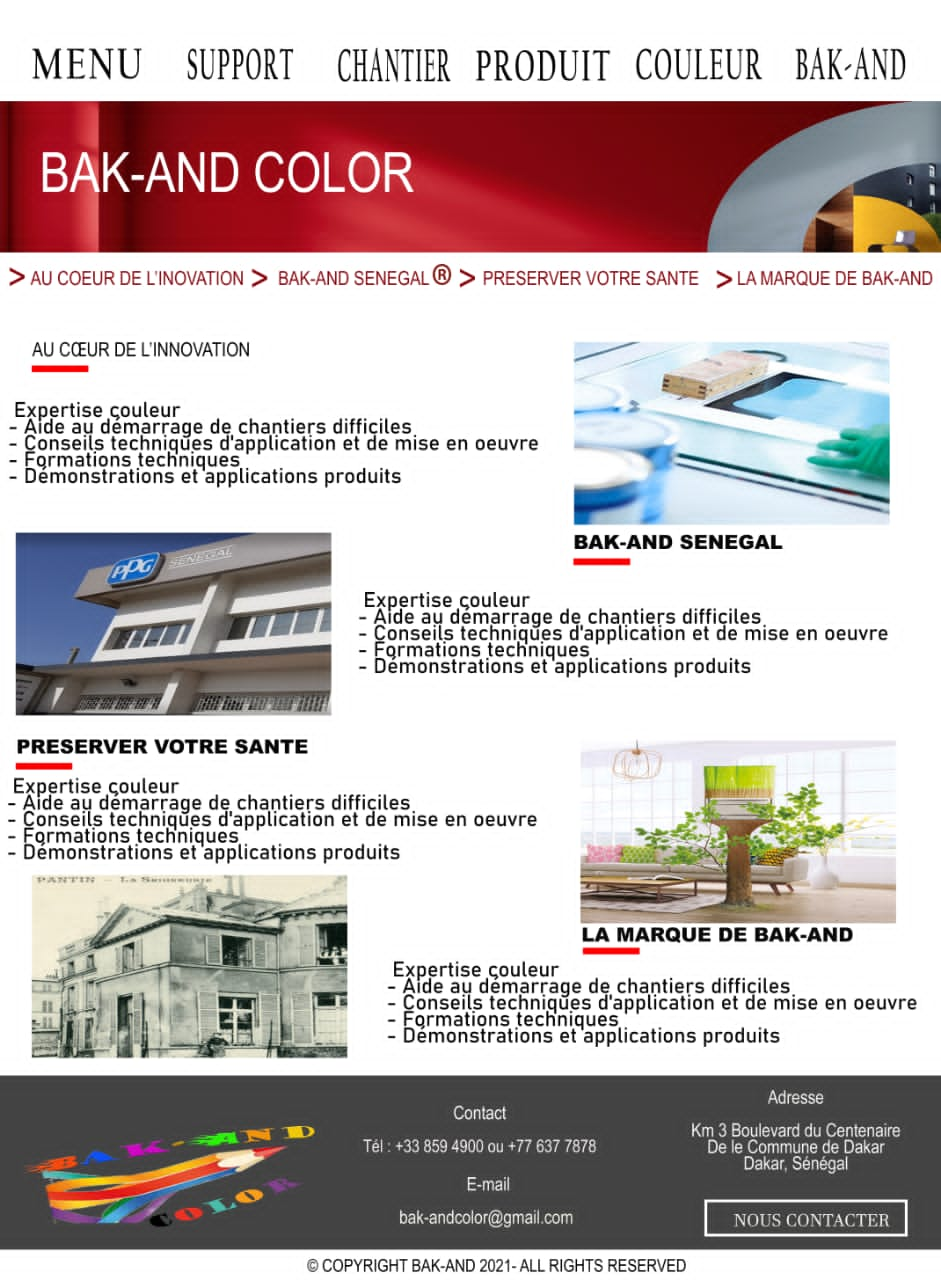 MENU SUPPORT CHANTIER PRODUIT COULEUR BAK-AND
BAK-AND COLOR
> AU COEUR DE L'INOVATION > BAK-AND SENEGAL® > PRESERVER VOTRE SANTE > LA MARQUE DE BAK-AND
AU CŒUR DE L'INNOVATION
Expertise couleur
- Aide au démarrage de chantiers difficiles
- Conseils techniques d'application et de mise en oeuvre
- Formations techniques
- Démonstrations et applications produits
BAK-AND SENEGAL
PPG SENEGAL
Expertise couleur
- Aide au démarrage de chantiers difficiles
- Conseils techniques d'application et de mise en oeuvre
- Formations techniques
- Démonstrations et applications produits
PRESERVER VOTRE SANTE
Expertise couleur
- Aide au démarrage de chantiers difficiles
- Conseils techniques d'application et de mise en oeuvre
- Formations techniques
- Démonstrations et applications produits
PANTIN – La
LA MARQUE DE BAK-AND
Expertise couleur
- Aide au démarrage de chantiers difficiles
- Conseils techniques d'application et de mise en oeuvre
- Formations techniques
- Démonstrations et applications produits
BAK-AND
COLOR
Contact
Tél : +33 859 4900 ou +77 637 7878
E-mail
bak-andcolor@gmail.com
Adresse
Km 3 Boulevard du Centenaire
De le Commune de Dakar
Dakar, Sénégal
NOUS CONTACTER
© COPYRIGHT BAK-AND 2021- ALL RIGHTS RESERVED